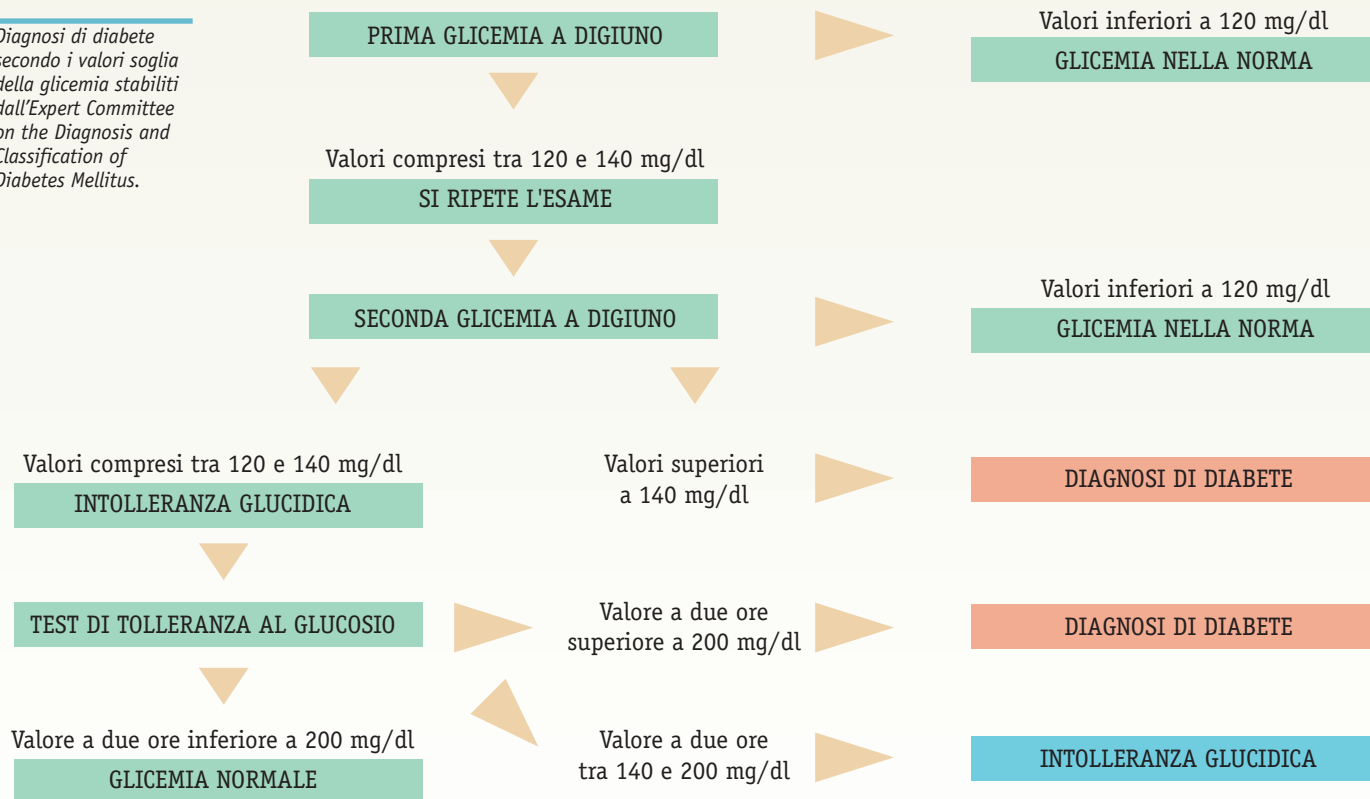 Diagnosi di diabete
secondo i valori soglia
della glicemia stabiliti
dall'Expert Committee
on the Diagnosis and
Classification of
Diabetes Mellitus.
PRIMA GLICEMIA A DIGIUNO
Valori inferiori a 120 mg/dl
GLICEMIA NELLA NORMA
Valori compresi tra 120 e 140 mg/dl
SI RIPETE L'ESAME
SECONDA GLICEMIA A DIGIUNO
Valori inferiori a 120 mg/dl
GLICEMIA NELLA NORMA
Valori compresi tra 120 e 140 mg/dl
INTOLLERANZA GLUCIDICA
Valori superiori
a 140 mg/dl
DIAGNOSI DI DIABETE
TEST DI TOLLERANZA AL GLUCOSIO
Valore a due ore
superiore a 200 mg/dl
DIAGNOSI DI DIABETE
Valore a due ore inferiore a 200 mg/dl
GLICEMIA NORMALE
Valore a due ore
tra 140 e 200 mg/dl
INTOLLERANZA GLUCIDICA